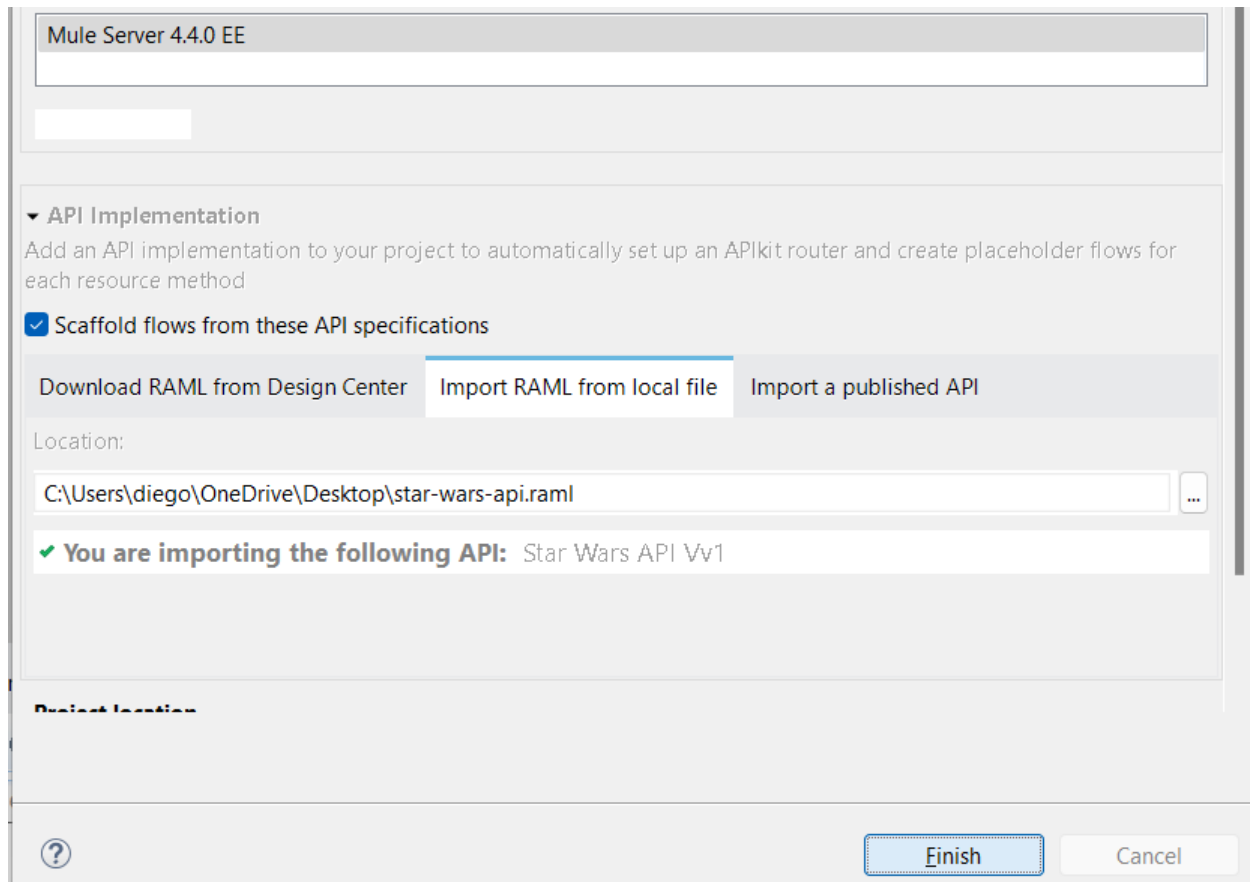 Mule Server 4.4.0 EE
API Implementation
Add an API implementation to your project to automatically set up an APIkit router and create placeholder flows for
each resource method
Scaffold flows from these API specifications
Download RAML from Design Center Import RAML from local file Import a published API
Location:
C:\Users\diego\OneDrive\Desktop\star-wars-api.raml ...
You are importing the following API: Star Wars API Vv1
Project location
? Finish Cancel